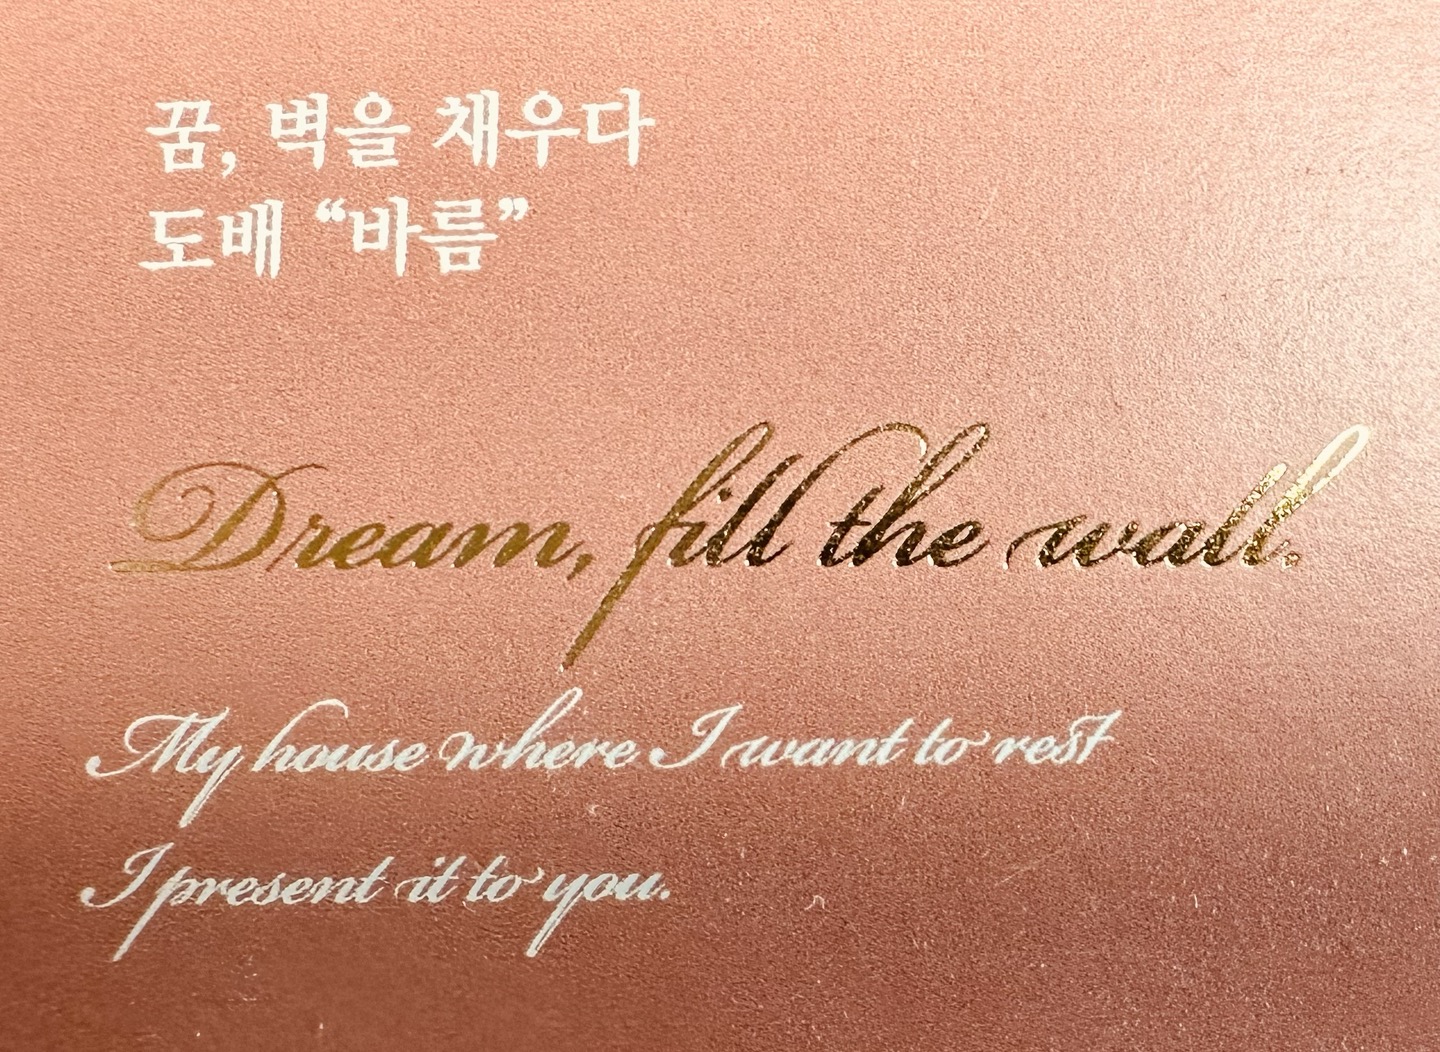 꿈, 벽을 채우다
도배 “바름”
Dream, fill the wall.
My house where I want to rest
I present it to you.